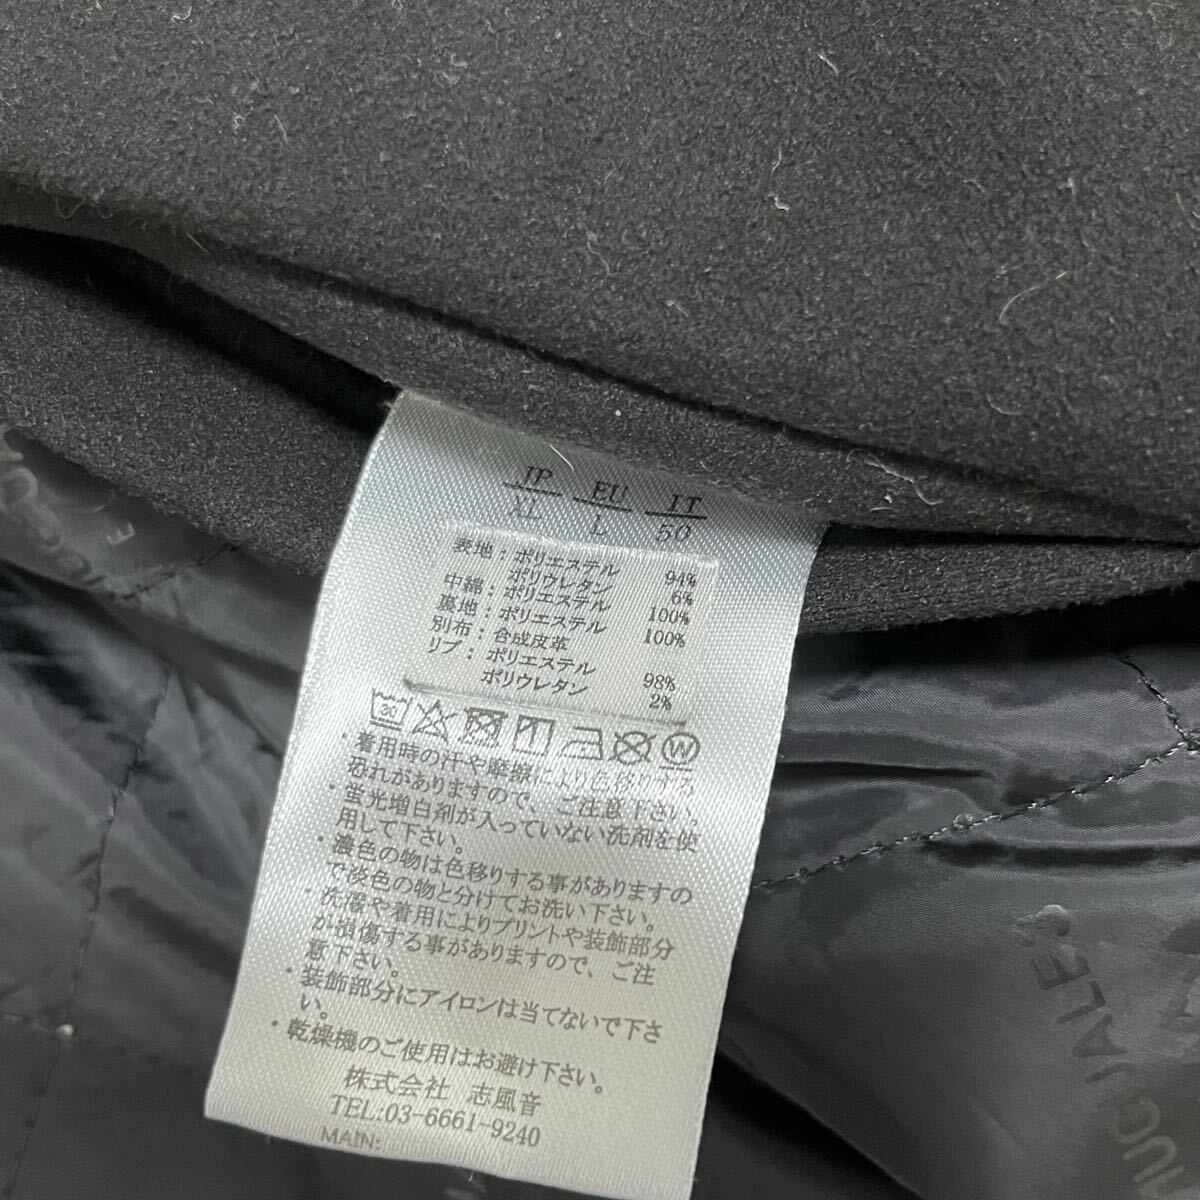 JP EU IT
XL L 50
表地：ポリエステル 94%
ポリウレタン 6%
中綿：ポリエステル 100%
裏地：ポリエステル 100%
別布：合成皮革
リブ：ポリエステル 98%
ポリウレタン 2%
30 W
・着用時の汗や摩擦により色移りする
恐れがありますので、ご注意下さい。
・蛍光増白剤が入っていない洗剤を使
用して下さい。
・濃色の物は色移りする事がありますの
で淡色の物と分けてお洗い下さい。
・洗濯や着用によりプリントや装飾部分
が損傷する事がありますので、ご注
意下さい。
・装飾部分にアイロンは当てないで下さ
い。
・乾燥機のご使用はお避け下さい。
株式会社 志風音
TEL:03-6661-9240
MAIN: